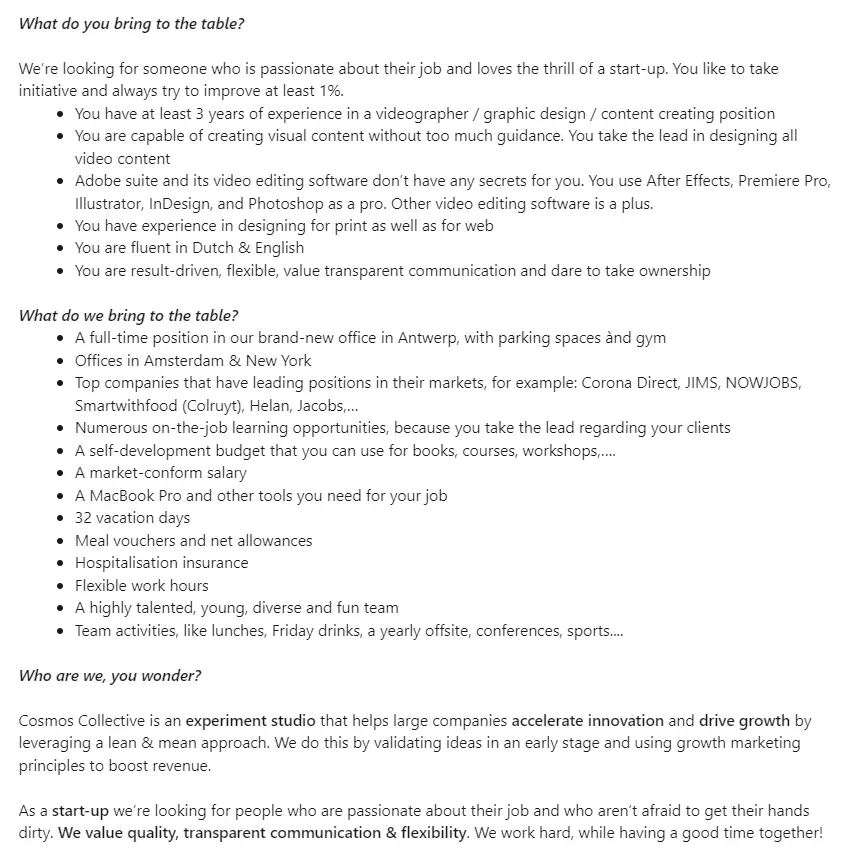 What do you bring to the table?
We're looking for someone who is passionate about their job and loves the thrill of a start-up. You like to take
initiative and always try to improve at least 1%.
• You have at least 3 years of experience in a videographer / graphic design / content creating position
• You are capable of creating visual content without too much guidance. You take the lead in designing all
video content
• Adobe suite and its video editing software don't have any secrets for you. You use After Effects, Premiere Pro,
Illustrator, InDesign, and Photoshop as a pro. Other video editing software is a plus.
• You have experience in designing for print as well as for web
• You are fluent in Dutch & English
• You are result-driven, flexible, value transparent communication and dare to take ownership
What do we bring to the table?
• A full-time position in our brand-new office in Antwerp, with parking spaces ànd gym
• Offices in Amsterdam & New York
• Top companies that have leading positions in their markets, for example: Corona Direct, JIMS, NOWJOBS,
Smartwithfood (Colruyt), Helan, Jacobs,...
• Numerous on-the-job learning opportunities, because you take the lead regarding your clients
• A self-development budget that you can use for books, courses, workshops,....
• A market-conform salary
• A MacBook Pro and other tools you need for your job
• 32 vacation days
• Meal vouchers and net allowances
• Hospitalisation insurance
• Flexible work hours
• A highly talented, young, diverse and fun team
• Team activities, like lunches, Friday drinks, a yearly offsite, conferences, sports....
Who are we, you wonder?
Cosmos Collective is an experiment studio that helps large companies accelerate innovation and drive growth by
leveraging a lean & mean approach. We do this by validating ideas in an early stage and using growth marketing
principles to boost revenue.
As a start-up we're looking for people who are passionate about their job and who aren't afraid to get their hands
dirty. We value quality, transparent communication & flexibility. We work hard, while having a good time together!